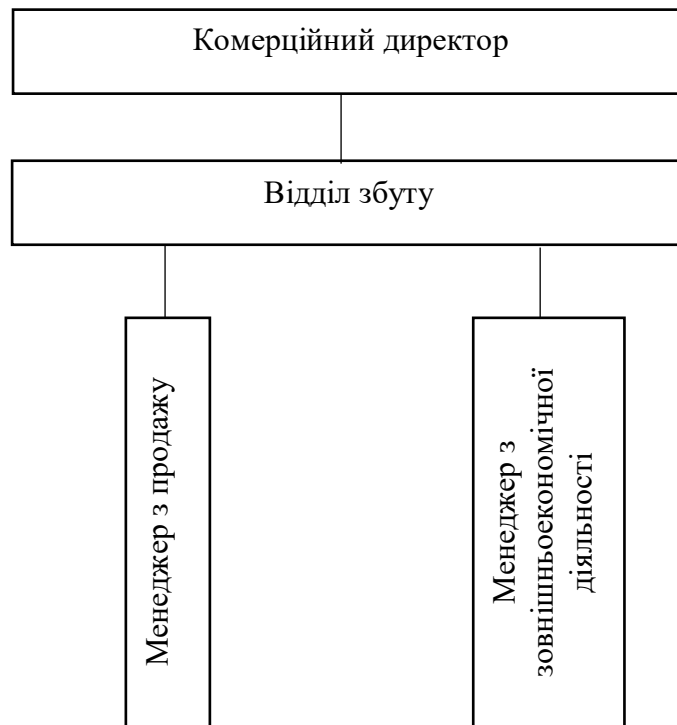 Комерційний директор
Відділ збуту
Менеджер з продажу
Менеджер з
зовнішньоекономічної
діяльності